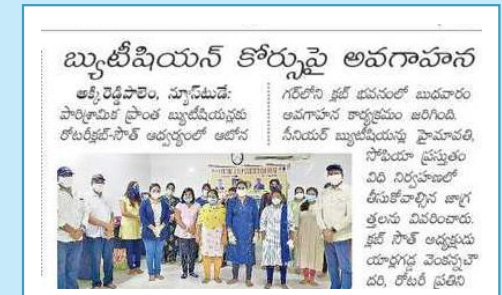 బ్యుటీషియన్ కోర్సుపై అవగాహన
అక్కిరెడ్డిపాలెం, న్యూస్‌టుడే:
పారిశ్రామిక ప్రాంత బ్యుటీషియన్లకు
రోటరీక్లబ్-సౌత్ ఆధ్వర్యంలో ఆటోన
గర్‌లోని క్లబ్ భవనంలో బుధవారం
అవగాహన కార్యక్రమం జరిగింది.
సీనియర్ బ్యుటీషియన్లు హైమావతి,
సోఫియా ప్రస్తుతం
విధి నిర్వహణలో
తీసుకోవాల్సిన జాగ్ర
త్తలను వివరించారు.
క్లబ్ సౌత్ అధ్యక్షుడు
యార్లగడ్డ వెంకన్నచౌ
దరి, రోటరీ ప్రతిని